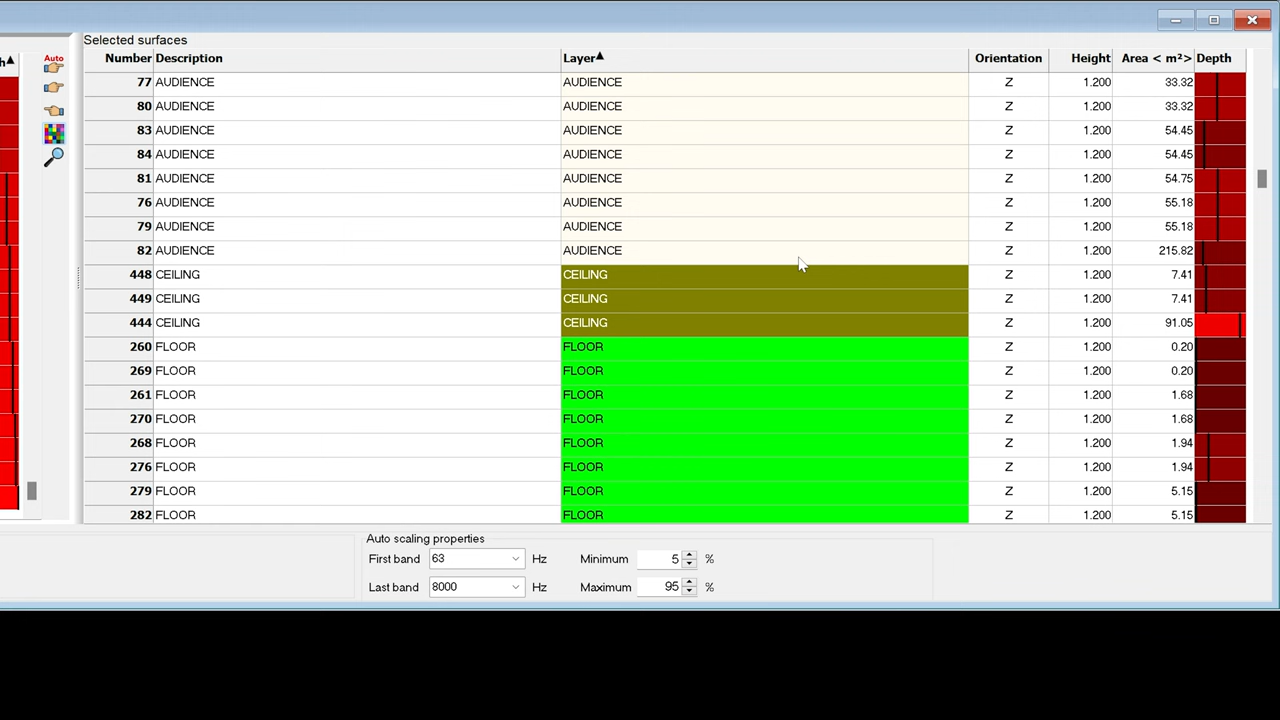 Selected surfaces
h▲ Auto Number Description Layer▲ Orientation Height Area < m²> Depth
77 AUDIENCE AUDIENCE Z 1.200 33.32
80 AUDIENCE AUDIENCE Z 1.200 33.32
83 AUDIENCE AUDIENCE Z 1.200 54.45
84 AUDIENCE AUDIENCE Z 1.200 54.45
81 AUDIENCE AUDIENCE Z 1.200 54.75
76 AUDIENCE AUDIENCE Z 1.200 55.18
79 AUDIENCE AUDIENCE Z 1.200 55.18
82 AUDIENCE AUDIENCE Z 1.200 215.82
448 CEILING CEILING Z 1.200 7.41
449 CEILING CEILING Z 1.200 7.41
444 CEILING CEILING Z 1.200 91.05
260 FLOOR FLOOR Z 1.200 0.20
269 FLOOR FLOOR Z 1.200 0.20
261 FLOOR FLOOR Z 1.200 1.68
270 FLOOR FLOOR Z 1.200 1.68
268 FLOOR FLOOR Z 1.200 1.94
276 FLOOR FLOOR Z 1.200 1.94
279 FLOOR FLOOR Z 1.200 5.15
282 FLOOR FLOOR Z 1.200 5.15
Auto scaling properties
First band 63 Hz Minimum 5 %
Last band 8000 Hz Maximum 95 %